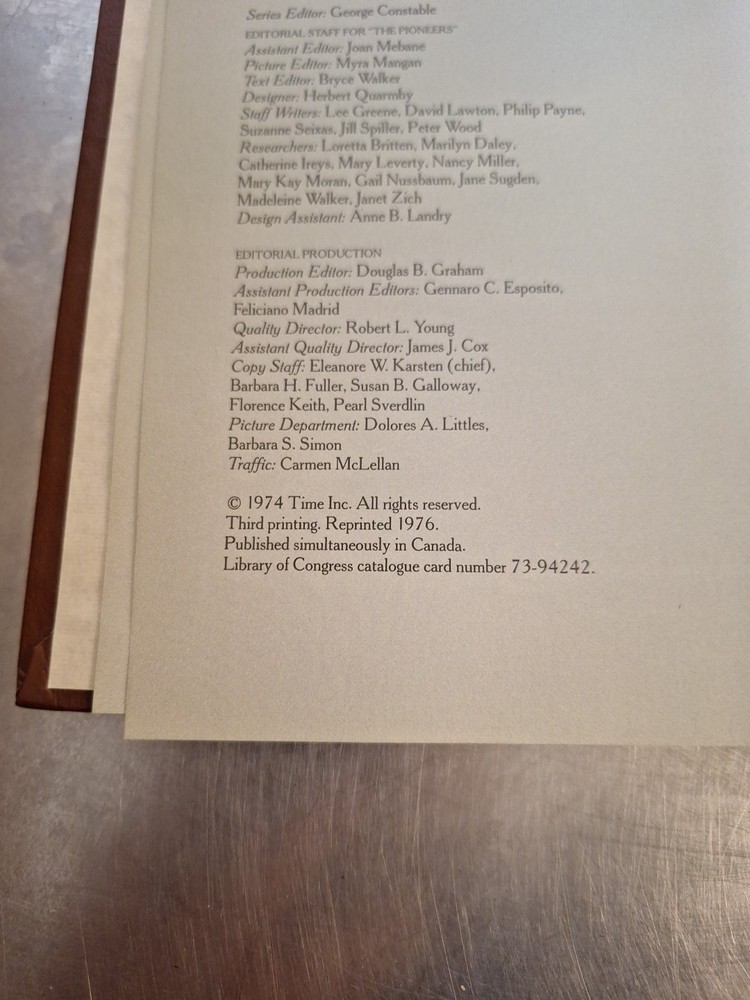 Series Editor: George Constable
EDITORIAL STAFF FOR "THE PIONEERS"
Assistant Editor: Joan Mebane
Picture Editor: Myra Mangan
Text Editor: Bryce Walker
Designer: Herbert Quarmby
Staff Writers: Lee Greene, David Lawton, Philip Payne,
Suzanne Seixas, Jill Spiller, Peter Wood
Researchers: Loretta Britten, Marilyn Daley,
Catherine Ireys, Mary Leverty, Nancy Miller,
Mary Kay Moran, Gail Nussbaum, Jane Sugden,
Madeleine Walker, Janet Zich
Design Assistant: Anne B. Landry
EDITORIAL PRODUCTION
Production Editor: Douglas B. Graham
Assistant Production Editors: Gennaro C. Esposito,
Feliciano Madrid
Quality Director: Robert L. Young
Assistant Quality Director: James J. Cox
Copy Staff: Eleanore W. Karsten (chief),
Barbara H. Fuller, Susan B. Galloway,
Florence Keith, Pearl Sverdlin
Picture Department: Dolores A. Littles,
Barbara S. Simon
Traffic: Carmen McLellan
© 1974 Time Inc. All rights reserved.
Third printing. Reprinted 1976.
Published simultaneously in Canada.
Library of Congress catalogue card number 73-94242.